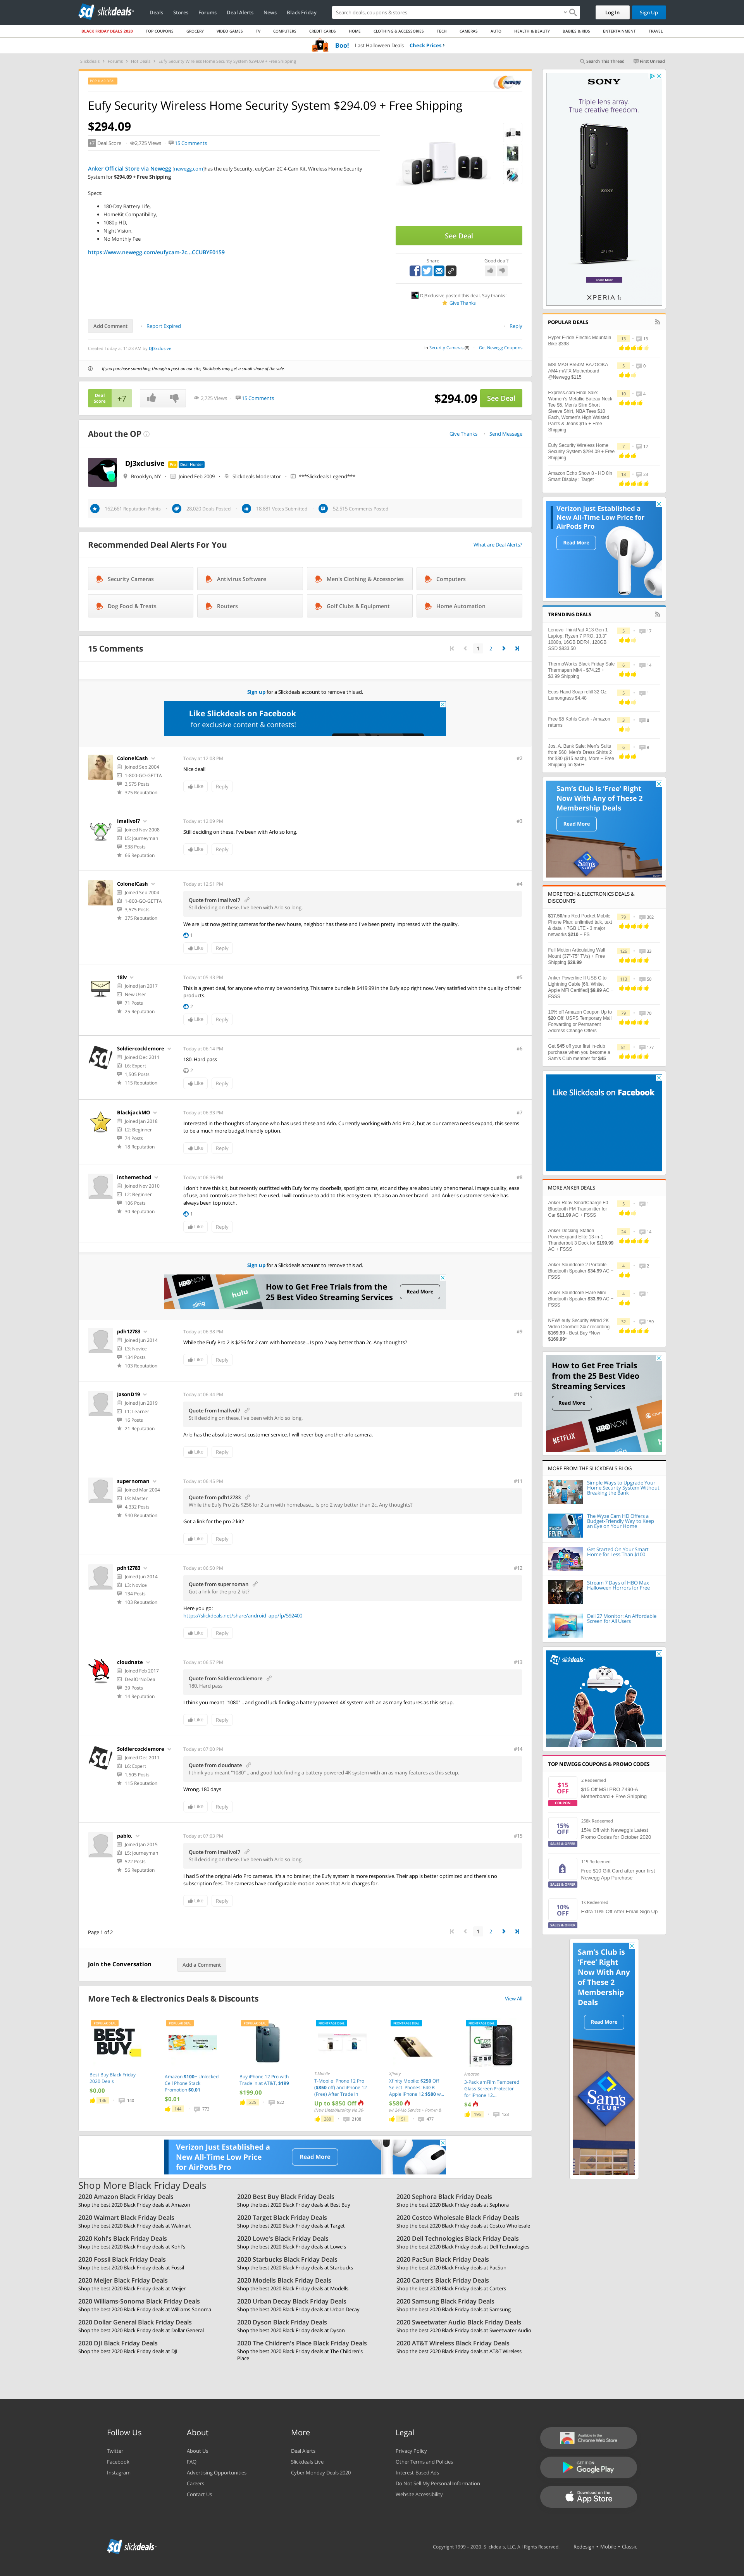 slickdeals
Deals Stores Forums Deal Alerts News Black Friday
Search deals, coupons & stores
Log In Sign Up
BLACK FRIDAY DEALS 2020 TOP COUPONS GROCERY VIDEO GAMES TV COMPUTERS CREDIT CARDS HOME CLOTHING & ACCESSORIES TECH CAMERAS AUTO HEALTH & BEAUTY BABIES & KIDS ENTERTAINMENT TRAVEL
Boo! Last Halloween Deals Check Prices
Slickdeals Forums Hot Deals Eufy Security Wireless Home Security System $294.09 + Free Shipping
Search This Thread First Unread
Eufy Security Wireless Home Security System $294.09 + Free Shipping
$294.09
+7 Deal Score 2,725 Views 15 Comments
Anker Official Store via Newegg [newegg.com]has the eufy Security, eufyCam 2C 4-Cam Kit, Wireless Home Security
System for $294.09 + Free Shipping
Specs:
180-Day Battery Life,
HomeKit Compatibility,
1080p HD,
Night Vision,
No Monthly Fee
https://www.newegg.com/eufycam-2c...CCUBYE0159
See Deal
Share Good deal?
DJ3xclusive posted this deal. Say thanks!
Give Thanks
Add Comment Report Expired Reply
Created Today at 11:23 AM by DJ3xclusive
in Security Cameras (8) Get Newegg Coupons
If you purchase something through a post on our site, Slickdeals may get a small share of the sale.
Deal Score +7 2,725 Views 15 Comments $294.09 See Deal
About the OP
Give Thanks Send Message
DJ3xclusive Pro Deal Hunter
Brooklyn, NY Joined Feb 2009 Slickdeals Moderator ***Slickdeals Legend***
162,661 Reputation Points 28,020 Deals Posted 18,881 Votes Submitted 52,515 Comments Posted
Recommended Deal Alerts For You
What are Deal Alerts?
Security Cameras Antivirus Software Men's Clothing & Accessories Computers
Dog Food & Treats Routers Golf Clubs & Equipment Home Automation
15 Comments
1 2
Sign up for a Slickdeals account to remove this ad.
Like Slickdeals on Facebook
for exclusive content & contests!
ColonelCash
Joined Sep 2004
1-800-GO-GETTA
3,575 Posts
375 Reputation
Today at 12:08 PM #2
Nice deal!
Like Reply
Imallvol7
Joined Nov 2008
L5: Journeyman
538 Posts
66 Reputation
Today at 12:09 PM #3
Still deciding on these. I've been with Arlo so long.
Like Reply
ColonelCash
Joined Sep 2004
1-800-GO-GETTA
3,575 Posts
375 Reputation
Today at 12:51 PM #4
Quote from Imallvol7
Still deciding on these. I've been with Arlo so long.
We are just now getting cameras for the new house, neighbor has these and I've been pretty impressed with the quality.
1
Like Reply
18iv
Joined Jan 2017
New User
71 Posts
25 Reputation
Today at 05:43 PM #5
This is a great deal, for anyone who may be wondering. This same bundle is $419.99 in the Eufy app right now. Very satisfied with the quality of their
products.
2
Like Reply
Soldiercocklemore
Joined Dec 2011
L6: Expert
1,505 Posts
115 Reputation
Today at 06:14 PM #6
180, Hard pass
2
Like Reply
BlackjackMO
Joined Jan 2018
L2: Beginner
74 Posts
18 Reputation
Today at 06:33 PM #7
Interested in the thoughts of anyone who has used these and Arlo. Currently working with Arlo Pro 2, but as our camera needs expand, this seems
to be a much more budget friendly option.
Like Reply
inthemethod
Joined Nov 2010
L2: Beginner
106 Posts
30 Reputation
Today at 06:36 PM #8
I don't have this kit, but recently outfitted with Eufy for my doorbells, spotlight cams, etc and they are absolutely phenomenal. Image quality, ease
of use, and controls are the best I've used. I will continue to add to this ecosystem. It's also an Anker brand - and Anker's customer service has
always been top notch.
1
Like Reply
Sign up for a Slickdeals account to remove this ad.
HBO NOW sling hulu How to Get Free Trials from the
25 Best Video Streaming Services Read More
pdh12783
Joined Jan 2014
L3: Novice
134 Posts
103 Reputation
Today at 06:38 PM #9
While the Eufy Pro 2 is $256 for 2 cam with homebase... Is pro 2 way better than 2c, Any thoughts?
Like Reply
JasonD19
Joined Jun 2019
L1: Learner
16 Posts
21 Reputation
Today at 06:44 PM #10
Quote from Imallvol7
Still deciding on these. I've been with Arlo so long.
Arlo has the absolute worst customer service. I will never buy another arlo camera.
Like Reply
supernoman
Joined Mar 2004
L9: Master
4,332 Posts
540 Reputation
Today at 06:45 PM #11
Quote from pdh12783
While the Eufy Pro 2 is $256 for 2 cam with homebase... Is pro 2 way better than 2c, Any thoughts?
Got a link for the pro 2 kit?
Like Reply
pdh12783
Joined Jan 2014
L3: Novice
134 Posts
103 Reputation
Today at 06:50 PM #12
Quote from supernoman
Got a link for the pro 2 kit?
Here you go:
https://slickdeals.net/share/android_app/fp/592400
Like Reply
cloudnate
Joined Feb 2017
DealOrNoDeal
39 Posts
14 Reputation
Today at 06:57 PM #13
Quote from Soldiercocklemore
180, Hard pass
I think you meant "1080" .. and good luck finding a battery powered 4K system with an as many features as this setup.
Like Reply
Soldiercocklemore
Joined Dec 2011
L6: Expert
1,505 Posts
115 Reputation
Today at 07:00 PM #14
Quote from cloudnate
I think you meant "1080" .. and good luck finding a battery powered 4K system with an as many features as this setup.
Wrong. 180 days
Like Reply
pablo.
Joined Jan 2015
L5: Journeyman
522 Posts
56 Reputation
Today at 07:03 PM #15
Quote from Imallvol7
Still deciding on these. I've been with Arlo so long.
I had 5 of the original Arlo Pro cameras. It's a no brainer, the Eufy system is more responsive. Their app is better optimized and there's no
subscription fees. The cameras have configurable motion zones that Arlo charges for.
Like Reply
Page 1 of 2 1 2
Join the Conversation Add a Comment
More Tech & Electronics Deals & Discounts View All
BEST BUY
Best Buy Black Friday
2020 Deals
$0.00
Amazon $100+ Unlocked
Cell Phone Stack
Promotion $0.01
$0.01
144 772
Buy iPhone 12 Pro with
Trade in at AT&T, $199
$199.00
225 822
T-Mobile
T-Mobile iPhone 12 Pro
($850 off) and iPhone 12
(Free) After Trade In
Up to $850 Off
288 2108
Xfinity
Xfinity Mobile: $250 Off
Select iPhones: 64GB
Apple iPhone 12 $580 w...
$580
151 471
Amazon
3-Pack amFilm Tempered
Glass Screen Protector
for iPhone 12...
$4
Verizon Just Established a
New All-Time Low Price
for AirPods Pro
Read More
Shop More Black Friday Deals
2020 Amazon Black Friday Deals
Shop the best 2020 Black Friday deals at Amazon
2020 Best Buy Black Friday Deals
Shop the best 2020 Black Friday deals at Best Buy
2020 Sephora Black Friday Deals
Shop the best 2020 Black Friday deals at Sephora
2020 Walmart Black Friday Deals
Shop the best 2020 Black Friday deals at Walmart
2020 Target Black Friday Deals
Shop the best 2020 Black Friday deals at Target
2020 Costco Wholesale Black Friday Deals
Shop the best 2020 Black Friday deals at Costco Wholesale
2020 Kohl's Black Friday Deals
Shop the best 2020 Black Friday deals at Kohl's
2020 Lowe's Black Friday Deals
Shop the best 2020 Black Friday deals at Lowe's
2020 Dell Technologies Black Friday Deals
Shop the best 2020 Black Friday deals at Dell Technologies
2020 Fossil Black Friday Deals
Shop the best 2020 Black Friday deals at Fossil
2020 Starbucks Black Friday Deals
Shop the best 2020 Black Friday deals at Starbucks
2020 PacSun Black Friday Deals
Shop the best 2020 Black Friday deals at PacSun
2020 Meijer Black Friday Deals
Shop the best 2020 Black Friday deals at Meijer
2020 Modells Black Friday Deals
Shop the best 2020 Black Friday deals at Modells
2020 Carters Black Friday Deals
Shop the best 2020 Black Friday deals at Carters
2020 Williams-Sonoma Black Friday Deals
Shop the best 2020 Black Friday deals at Williams-Sonoma
2020 Urban Decay Black Friday Deals
Shop the best 2020 Black Friday deals at Urban Decay
2020 Samsung Black Friday Deals
Shop the best 2020 Black Friday deals at Samsung
2020 Dollar General Black Friday Deals
Shop the best 2020 Black Friday deals at Dollar General
2020 Dyson Black Friday Deals
Shop the best 2020 Black Friday deals at Dyson
2020 Sweetwater Audio Black Friday Deals
Shop the best 2020 Black Friday deals at Sweetwater Audio
2020 DJI Black Friday Deals
Shop the best 2020 Black Friday deals at DJI
2020 The Children's Place Black Friday Deals
Shop the best 2020 Black Friday deals at The Children's
Place
2020 AT&T Wireless Black Friday Deals
Shop the best 2020 Black Friday deals at AT&T Wireless
SONY
Triple lens array.
True creative freedom.
Learn More
XPERIA 1ii
POPULAR DEALS
Hyper E-ride Electric Mountain
Bike $398
MSI MAG B550M BAZOOKA
AM4 mATX Motherboard
@Newegg $110
Express.com Final Sale:
Women's Metallic Bateau Neck
Tee $5, Men's Slim Short
Sleeve Shirt, NBA Tees $10
Each, Women's High Waisted
Pants & Jeans $15 + Free
Shipping
Eufy Security Wireless Home
Security System $294.09 + Free
Shipping
Amazon Echo Show 8 - HD 8in
Smart Display . Target
Verizon Just Established a
New All-Time Low Price for
AirPods Pro
Read More
TRENDING DEALS
Lenovo ThinkPad X13 Gen 1
Laptop: Ryzen 7 PRO, 13.3"
1080p, 16GB DDR4, 128GB
SSD $803.50
ThermoWorks Black Friday Sale
Thermapen Mk4 - $74.25 +
$3.99 Shipping
Ecos Hand Soap refill 32 Oz
Lemongrass $4.48
Free $5 Kohls Cash - Amazon
returns
Jos. A. Bank Sale: Men's Suits
from $60, Men's Dress Shirts 2
for $30 ($15 each), More + Free
Shipping on $50+
Sam's Club is 'Free' Right
Now With Any of These 2
Membership Deals
Read More
MORE TECH & ELECTRONICS DEALS &
DISCOUNTS
$17.50/mo Red Pocket Mobile
Phone Plan: unlimited talk, text
& data + 7GB LTE - 3 major
networks $210 + FS
Full Motion Articulating Wall
Mount (37"-75" TVs) + Free
Shipping $28.99
Anker Powerline II USB C to
Lightning Cable [6ft, White,
Apple MFi Certified] $9.99 AC +
FSSS
10% off Amazon Coupon Up to
$20 Off! USPS Temporary Mail
Forwarding or Permanent
Address Change Offers
Get $45 off your first in-club
purchase when you become a
Sam's Club member for $45
Like Slickdeals on Facebook
MORE ANKER DEALS
Anker Roav SmartCharge F0
Bluetooth FM Transmitter for
Car $11.99 AC + FSSS
Anker Docking Station
PowerExpand Elite 13-in-1
Thunderbolt 3 Dock for $199.99
AC + FSSS
Anker Soundcore 2 Portable
Bluetooth Speaker $34.99 AC +
FSSS
Anker Soundcore Flare Mini
Bluetooth Speaker $33.99 AC +
FSSS
NEW! eufy Security Wired 2K
Video Doorbell 24/7 recording
$169.99 - Best Buy *Now
$169.99*
How to Get Free Trials
from the 25 Best Video
Streaming Services
Read More
MORE FROM THE SLICKDEALS BLOG
Simple Ways to Upgrade Your
Home Security System Without
Breaking the Bank
The Wyze Cam HD Offers a
Budget-Friendly Way to Keep
an Eye on Your Home
Get Started On Your Smart
Home for Less Than $100
Stream 7 Days of HBO Max
Halloween Horrors for Free
Dell 27 Monitor: An Affordable
Screen for All Users
slickdeals
TOP NEWEGG COUPONS & PROMO CODES
$15 OFF COUPON
2 Redeemed
$15 Off MSI PRO Z490-A
Motherboard + Free Shipping
15% OFF SALES & OFFER
258k Redeemed
15% Off with Newegg's Latest
Promo Codes for October 2020
SALES & OFFER
115 Redeemed
Free $10 Gift Card after your first
Newegg App Purchase
10% OFF SALES & OFFER
1k Redeemed
Extra 10% Off After Email Sign Up
Sam's Club is
'Free' Right
Now With Any
of These 2
Membership
Deals
Read More
Sam's CLUB
Follow Us
Twitter
Facebook
Instagram
About
About Us
FAQ
Advertising Opportunities
Careers
Contact Us
More
Deal Alerts
Slickdeals Live
Cyber Monday Deals 2020
Legal
Privacy Policy
Other Terms and Policies
Interest-Based Ads
Do Not Sell My Personal Information
Website Accessibility
Available in the
Chrome Web Store
GET IT ON
Google Play
Download on the
App Store
slickdeals
Copyright 1999 - 2020. Slickdeals, LLC. All Rights Reserved. Redesign • Mobile • Classic